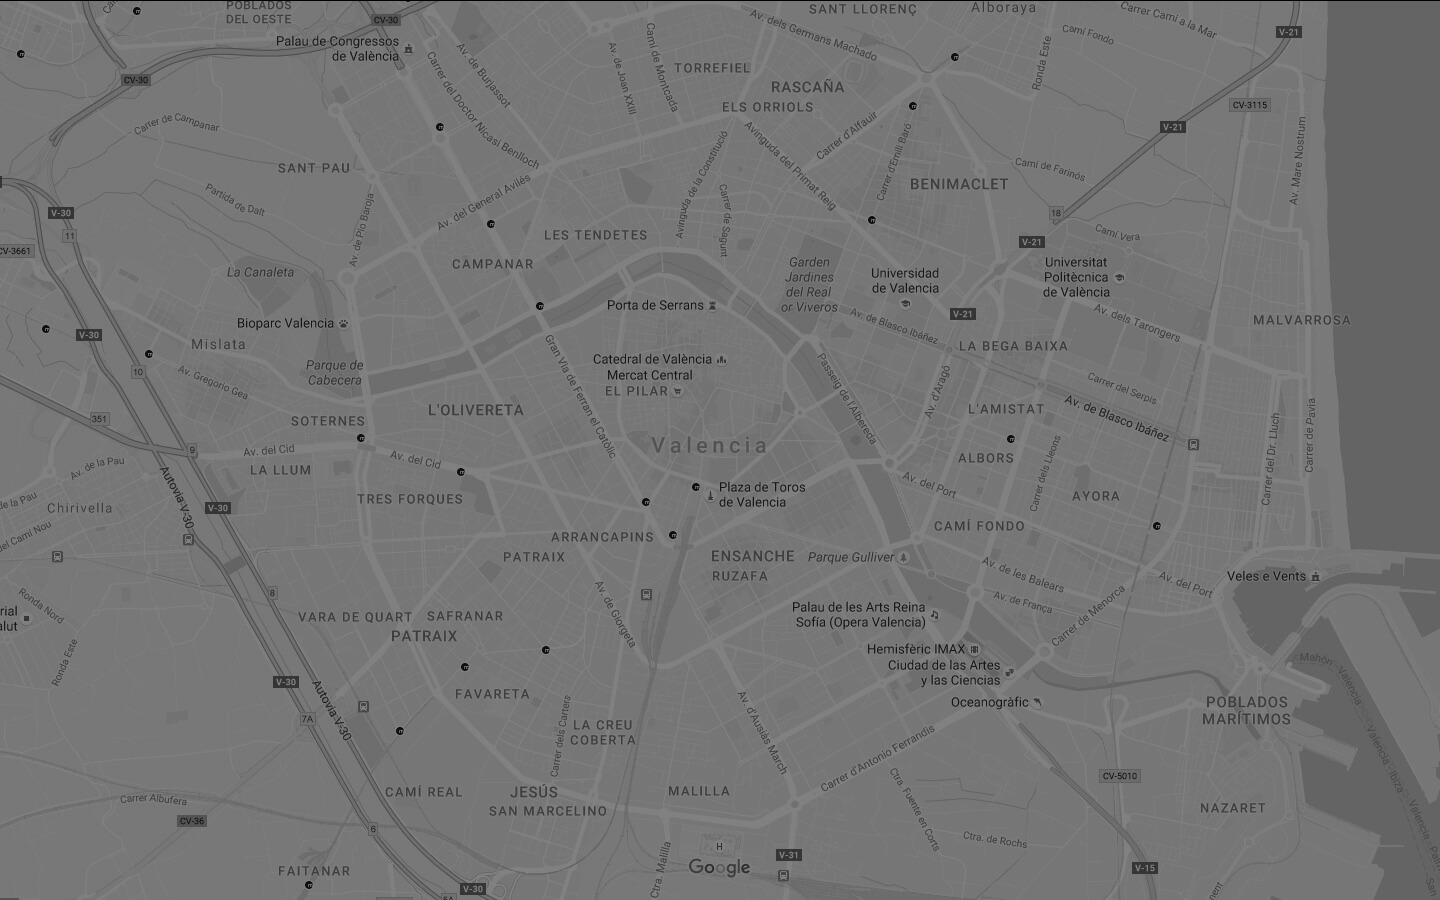 POBLADOS
DEL OESTE
CV-30
SANT LLORENÇ
Alboraya
Carrer Camí a la Mar
Av. dels Germans Machado
Camí Fondo
V-21
Palau de Congressos
de València
Av. de Burjassot
Av. de Joan XXIII
Camí de Montcada
TORREFIEL
Ronda Este
CV-30
Carrer del Doctor Nicasi Benlloch
RASCAÑA
ELS ORRIOLS
CV-3115
Carrer de Campanar
Avinguda del Primat Reig
Carrer d'Alfauir
V-21
Av. Mare Nostrum
SANT PAU
Avinguda de la Constitució
Carrer d'Emili Baró
Camí de Farinós
BENIMACLET
Partida de Dalt
Av. del General Avilés
Carrer de Sagunt
V-30
18
Av. de Pio Baroja
11
LES TENDETES
Camí Vera
V-21
CV-3661
CAMPANAR
Garden
Jardines
del Real
or Viveros
Universidad
de Valencia
Universitat
Politècnica
de València
La Canaleta
Porta de Serrans
V-21
Av. dels Tarongers
Bioparc Valencia
Av. de Blasco Ibáñez
MALVARROSA
V-30
Mislata
LA BEGA BAIXA
Gran Via de Ferran el Catòlic
Catedral de València
Mercat Central
EL PILAR
Passeig de l'Albereda
Parque de
Cabecera
10
Av. Gregorio Gea
Av. d'Aragó
Carrer del Serpis
L'OLIVERETA
L'AMISTAT
Av. de Blasco Ibáñez
351
SOTERNES
Valencia
Carrer del Dr. Lluch
Carrer de Pavia
9
Av. del Cid
Av. del Cid
ALBORS
Carrer dels Lleons
Av. de la Pau
LA LLUM
Autovia V-30
Av. del Port
TRES FORQUES
Plaza de Toros
de Valencia
AYORA
de la Pau
Chirivella
V-30
CAMÍ FONDO
del Camí Nou
ARRANCAPINS
PATRAIX
ENSANCHE
RUZAFA
Parque Gulliver
Av. de les Balears
Av. del Port
Veles e Vents
8
Av. de Giorgeta
Av. de França
Ronda Nord
VARA DE QUART
SAFRANAR
PATRAIX
Palau de les Arts Reina
Sofía (Opera Valencia)
Carrer de Menorca
Ronda Este
Hemisfèric IMAX
Ciudad de las Artes
y las Ciencias
V-30
FAVARETA
Oceanogràfic
POBLADOS
MARÍTIMOS
7A
Autovia V-30
Carrer dels Carters
LA CREU
COBERTA
Av. d'Ausiàs March
Carrer d'Antonio Ferrandis
CV-5010
Carrer Albufera
CAMÍ REAL
JESÚS
SAN MARCELINO
MALILLA
Ctra. Fuente en Corts
NAZARET
CV-36
6
Ctra. de Rochs
H
Google
V-31
Ctra. Malilla
FAITANAR
V-30
V-15